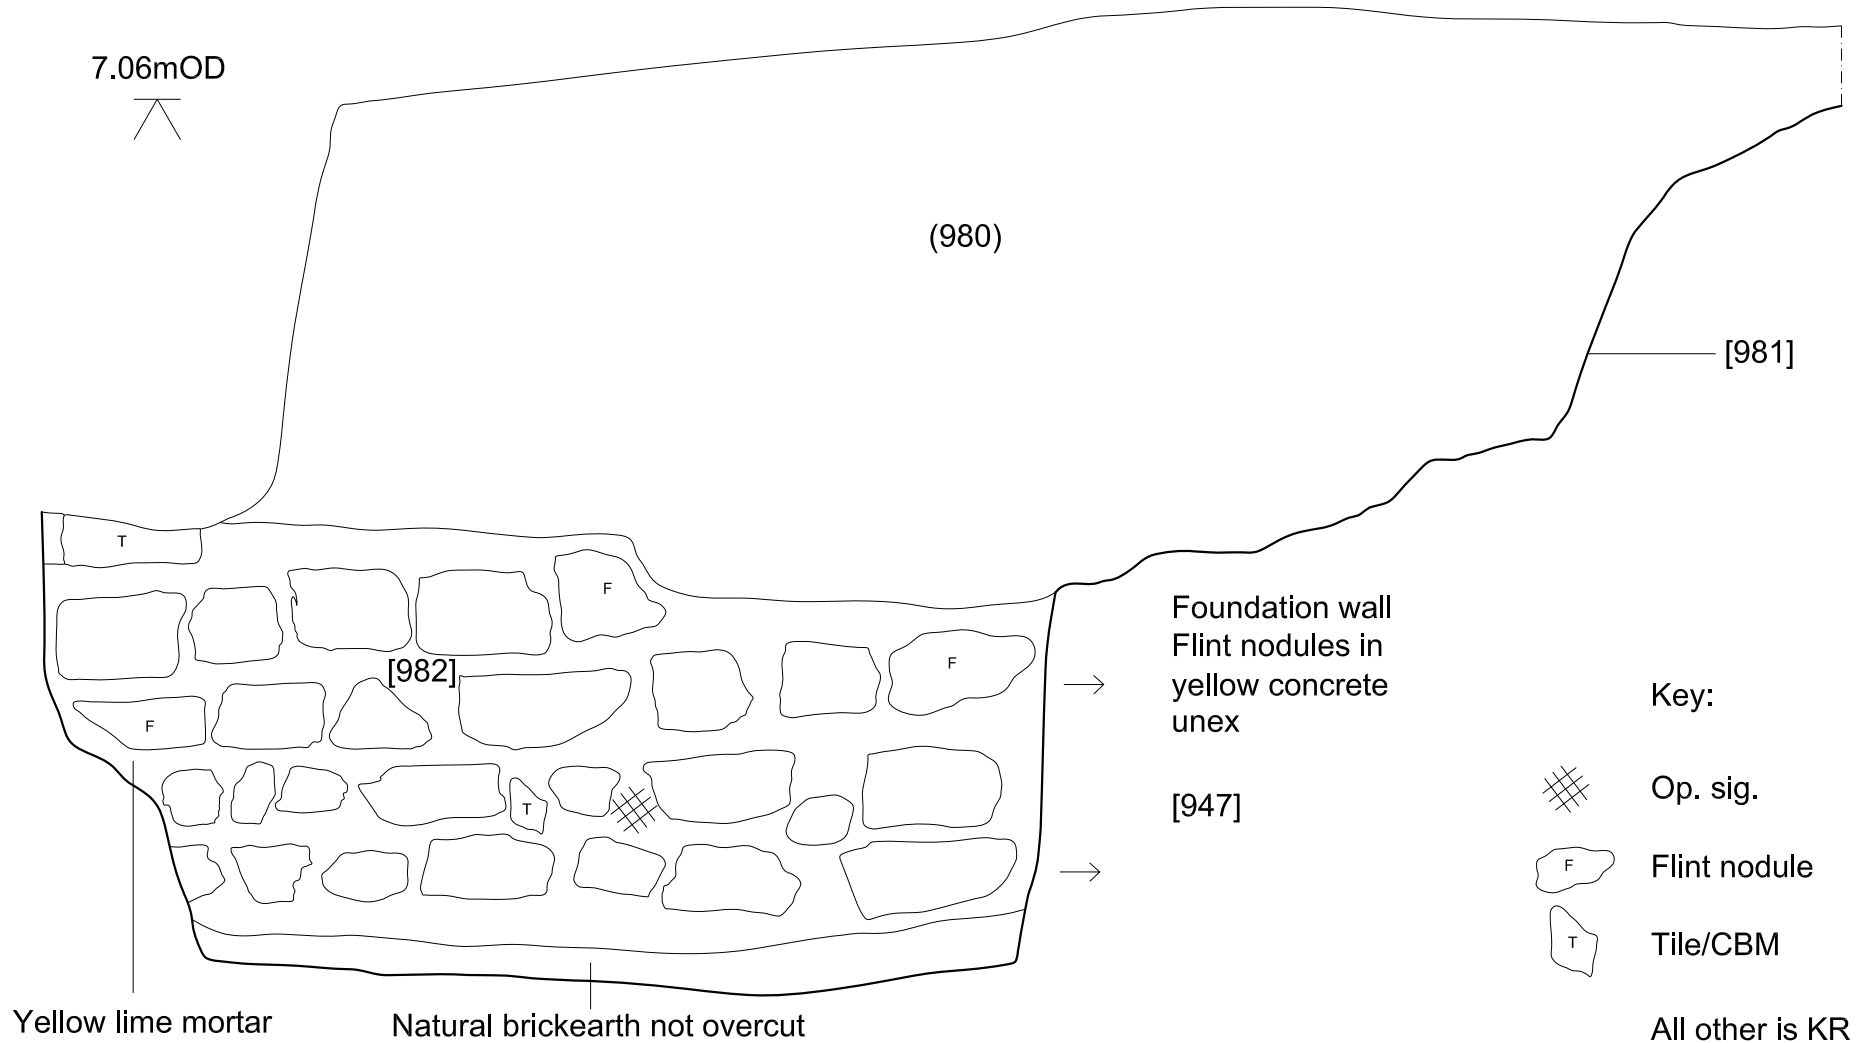 7.06mOD
(980)
[981]
T
F
F
[982]
F
T
Foundation wall
Flint nodules in
yellow concrete
unex
[947]
Yellow lime mortar
Natural brickearth not overcut
Key:
Op. sig.
F
Flint nodule
T
Tile/CBM
All other is KR